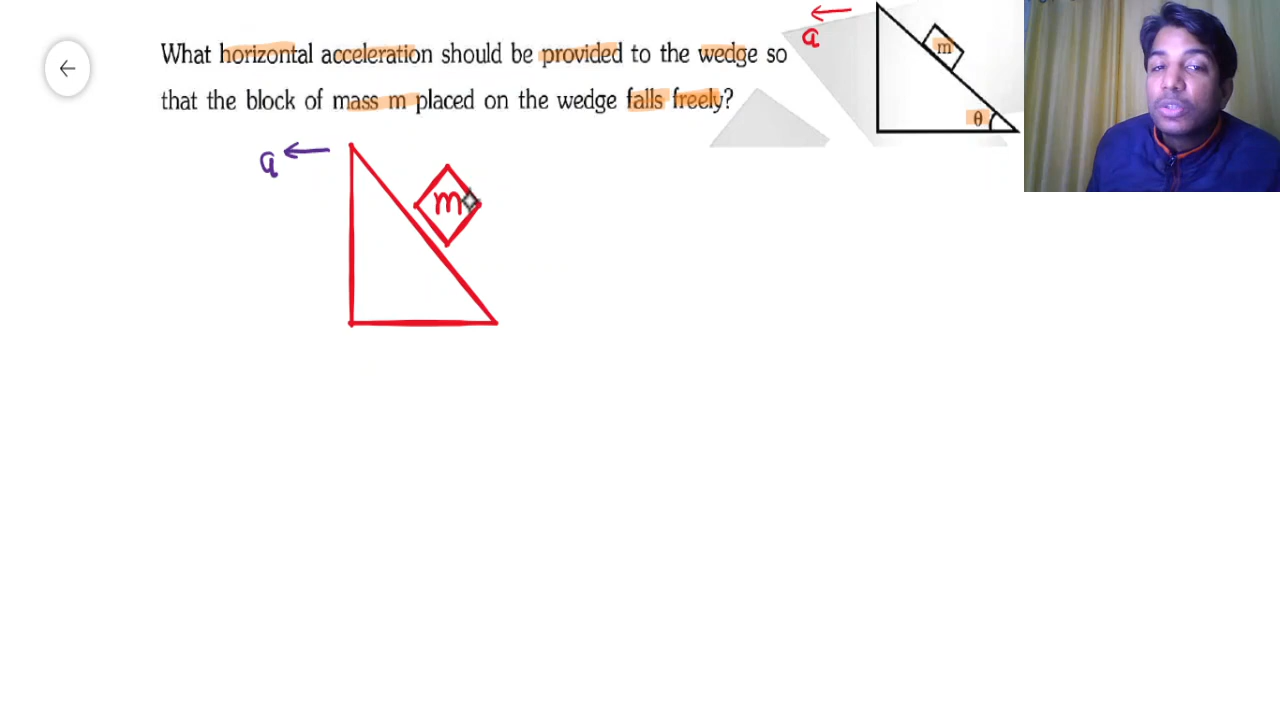 What horizontal acceleration should be provided to the wedge so
that the block of mass m placed on the wedge falls freely?
a
m
θ
a
m